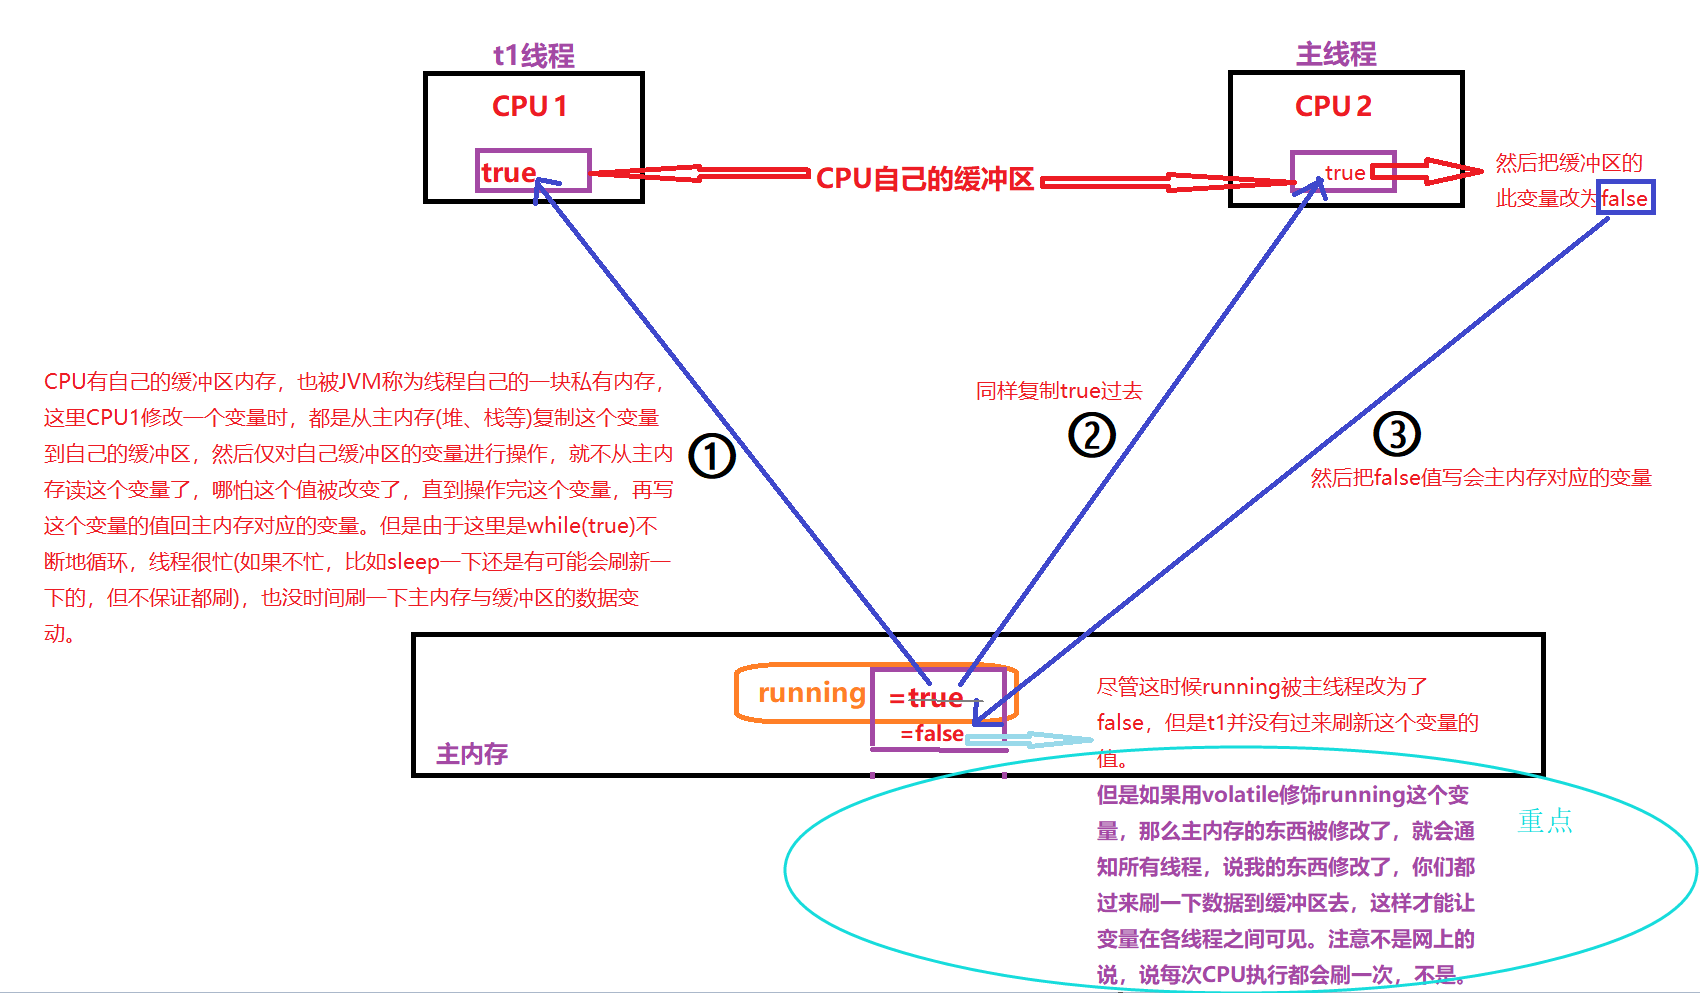 t1线程
主线程
CPU 1
CPU 2
true
CPU自己的缓冲区
true
然后把缓冲区的
此变量改为false
CPU有自己的缓冲区内存，也被JVM称为线程自己的一块私有内存，
这里CPU1修改一个变量时，都是从主内存(堆、栈等)复制这个变量
到自己的缓冲区，然后仅对自己缓冲区的变量进行操作，就不从主内
存读这个变量了，哪怕这个值被改变了，直到操作完这个变量，再写
这个变量的值回主内存对应的变量。但是由于这里是while(true)不
断地循环，线程很忙(如果不忙，比如sleep一下还是有可能会刷新一
下的，但不保证都刷)，也没时间刷一下主内存与缓冲区的数据变
动。
①
同样复制true过去
②
③
然后把false值写会主内存对应的变量
running
=true
=false
主内存
尽管这时候running被主线程改为了
false，但是t1并没有过来刷新这个变量的
值。
但是如果用volatile修饰running这个变
量，那么主内存的东西被修改了，就会通
知所有线程，说我的东西修改了，你们都
过来刷一下数据到缓冲区去，这样才能让
变量在各线程之间可见。注意不是网上的
说，说每次CPU执行都会刷一次，不是。
重点